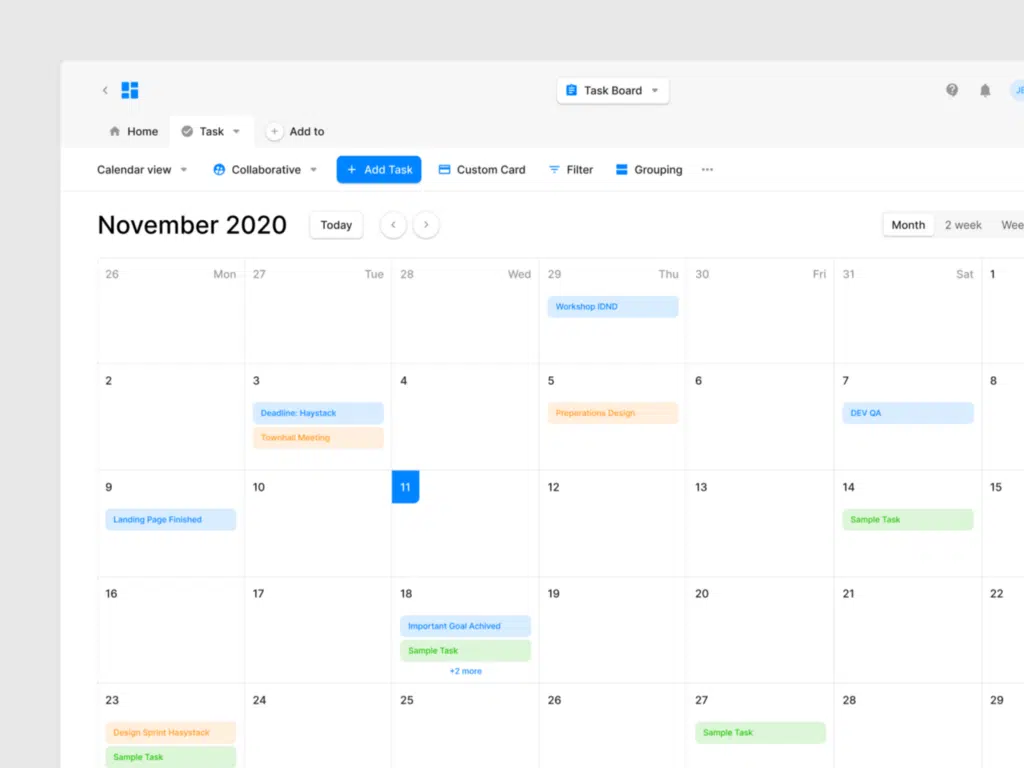 Task Board
Home Task Add to
Calendar view Collaborative + Add Task Custom Card Filter Grouping ...
November 2020 Today Month 2 week Wee
26 Mon 27 Tue 28 Wed 29 Thu 30 Fri 31 Sat 1
Workshop IDND
2 3 4 5 6 7 8
Deadline: Haystack Preperations Design DEV QA
Townhall Meeting
9 10 11 12 13 14 15
Landing Page Finished Sample Task
16 17 18 19 20 21 22
Important Goal Achived
Sample Task
+2 more
23 24 25 26 27 28 29
Design Sprint Hasystack Sample Task
Sample Task